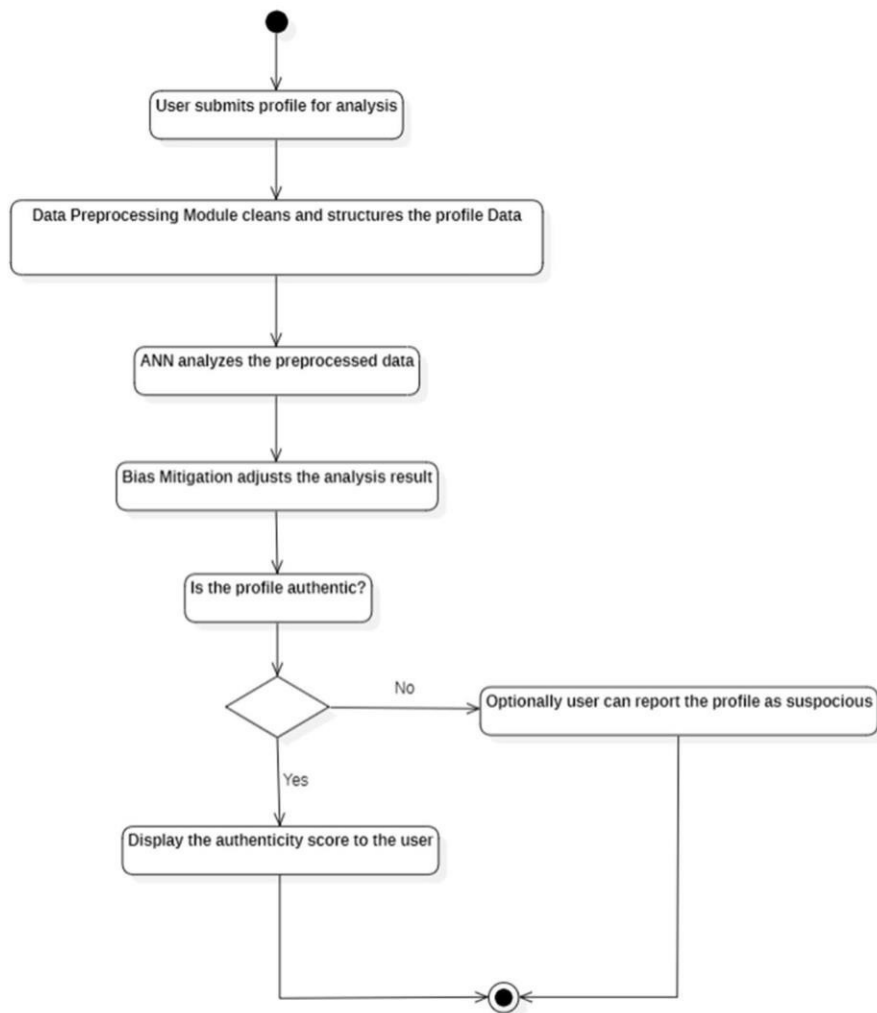 User submits profile for analysis
Data Preprocessing Module cleans and structures the profile Data
ANN analyzes the preprocessed data
Bias Mitigation adjusts the analysis result
Is the profile authentic?
No
Optionally user can report the profile as suspocious
Yes
Display the authenticity score to the user